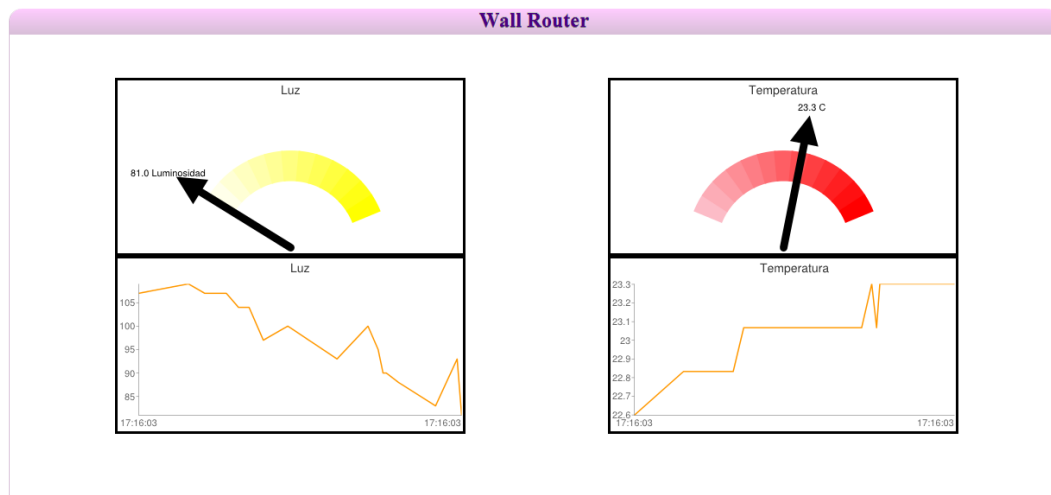 Wall Router
Luz
81.0 Luminosidad
Luz
105
100
95
90
85
17:16:03 17:16:03
Temperatura
23.3 C
Temperatura
23.3
23.2
23.1
23
22.9
22.8
22.7
22.6
17:16:03 17:16:03